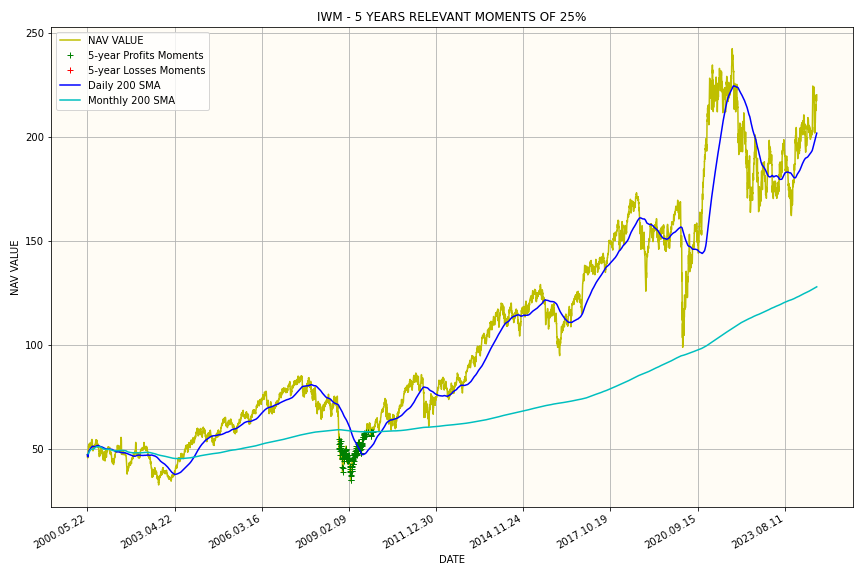 IWM - 5 YEARS RELEVANT MOMENTS OF 25%
NAV VALUE
5-year Profits Moments
5-year Losses Moments
Daily 200 SMA
Monthly 200 SMA
250
200
150
100
50
NAV VALUE
2000.05.22
2003.04.22
2006.03.16
2009.02.09
2011.12.30
2014.11.24
2017.10.19
2020.09.15
2023.08.11
DATE